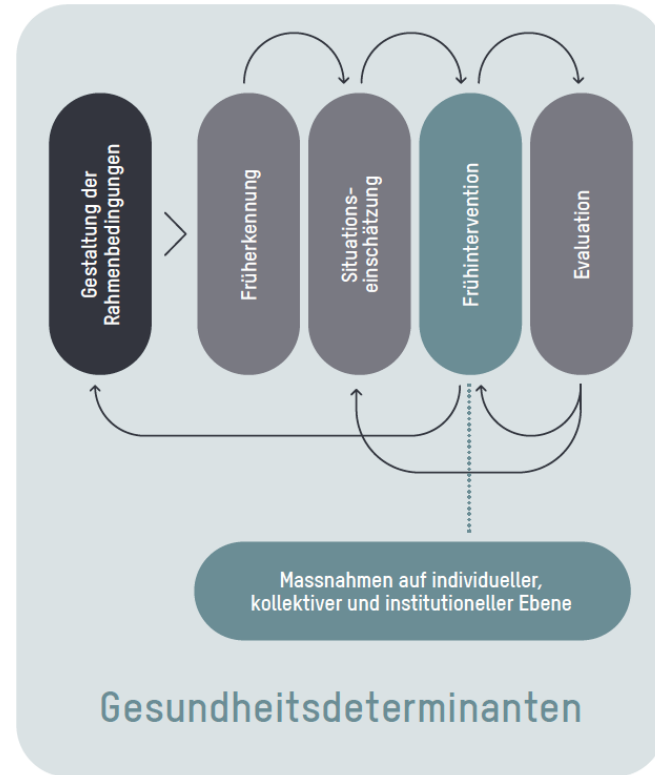 Gestaltung der
Rahmenbedingungen
Früherkennung
Situations-
einschätzung
Frühintervention
Evaluation
Massnahmen auf individueller,
kollektiver und institutioneller Ebene
Gesundheitsdeterminanten